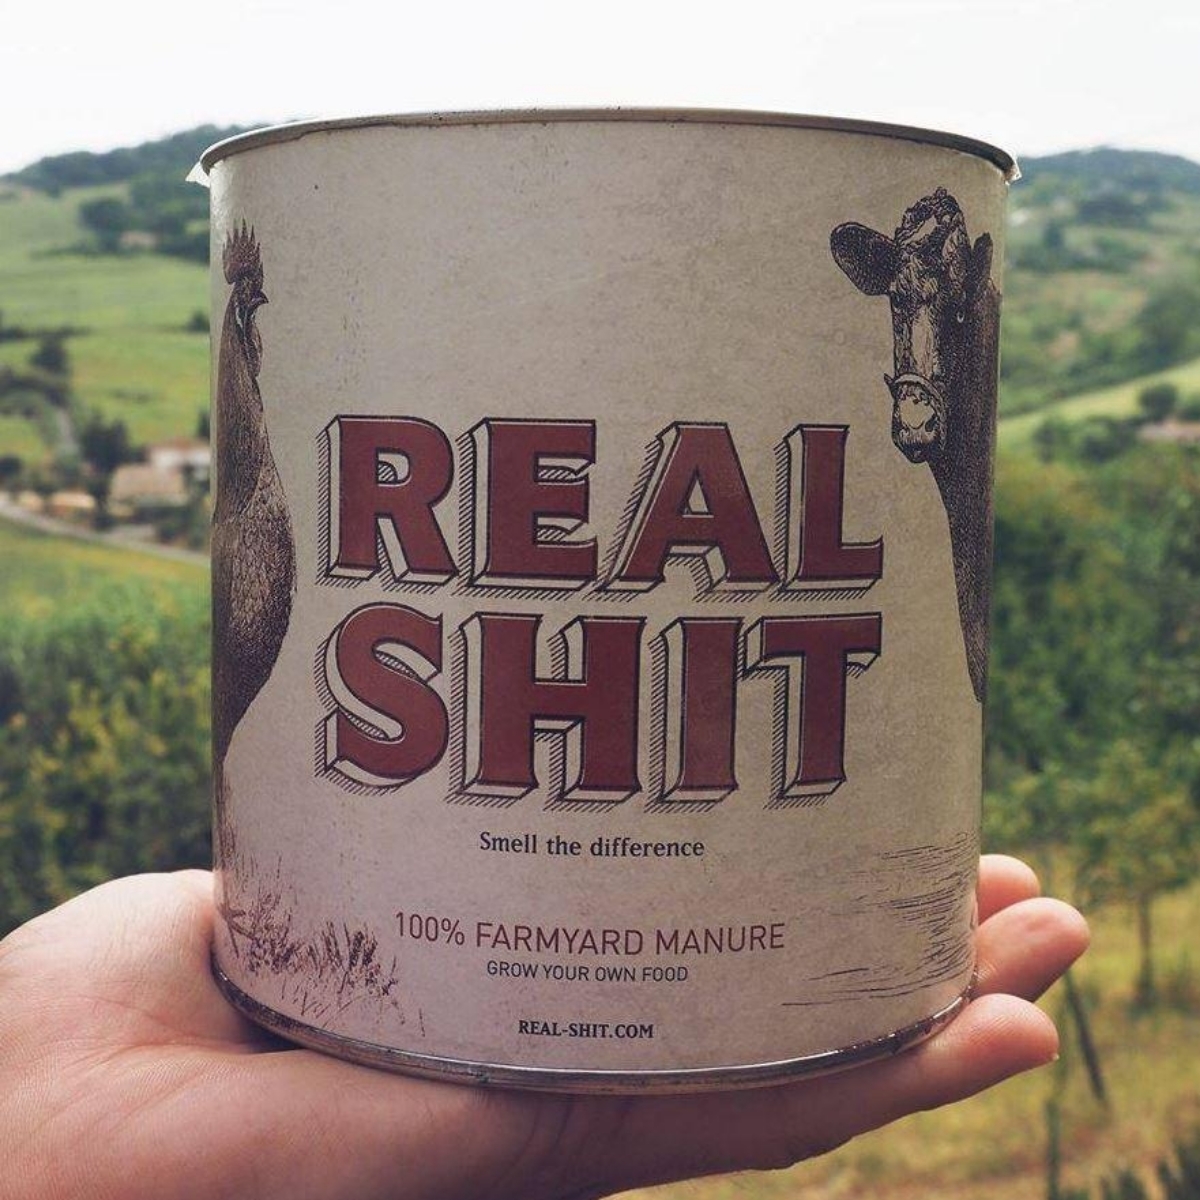 REAL
SHIT
Smell the difference
100% FARMYARD MANURE
GROW YOUR OWN FOOD
REAL-SHIT.COM